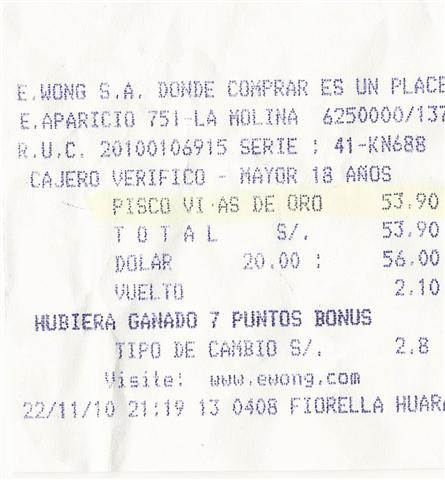 E.WONG S.A. DONDE COMPRAR ES UN PLACE
E.APARICIO 751-LA MOLINA 6250000/137
R.U.C. 20100106915 SERIE : 41-KN688
CAJERO VERIFICO - MAYOR 18 AÑOS
PISCO VI·AS DE ORO 53.90
T O T A L S/. 53.90
DOLAR 20.00 : 56.00
VUELTO 2.10
HUBIERA GANADO 7 PUNTOS BONUS
TIPO DE CAMBIO S/. 2.8
Visite: www.ewong.com
22/11/10 21:19 13 0408 FIORELLA HUARA